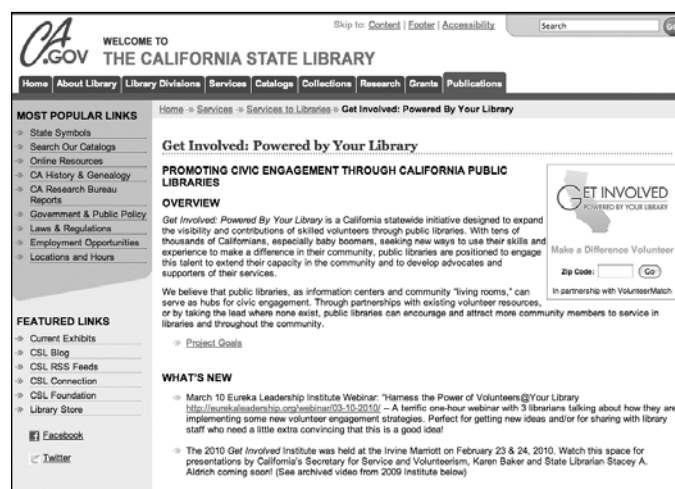 Skip to: Content | Footer | Accessibility
Search
CA.GOV
WELCOME TO
THE CALIFORNIA STATE LIBRARY
Home About Library Library Divisions Services Catalogs Collections Research Grants Publications
MOST POPULAR LINKS
State Symbols
Search Our Catalogs
Online Resources
CA History & Genealogy
CA Research Bureau
Reports
Government & Public Policy
Laws & Regulations
Employment Opportunities
Locations and Hours
FEATURED LINKS
Current Exhibits
CSL Blog
CSL RSS Feeds
CSL Connection
CSL Foundation
Library Store
Facebook
Twitter
Home -» Services -» Services to Libraries-» Get Involved: Powered By Your Library
Get Involved: Powered by Your Library
PROMOTING CIVIC ENGAGEMENT THROUGH CALIFORNIA PUBLIC
LIBRARIES
OVERVIEW
Get Involved: Powered By Your Library is a California statewide initiative designed to expand
the visibility and contributions of skilled volunteers through public libraries. With tens of
thousands of Californians, especially baby boomers, seeking new ways to use their skills and
experience to make a difference in their community, public libraries are positioned to engage
this talent to extend their capacity in the community and to develop advocates and
supporters of their services.
We believe that public libraries, as information centers and community "living rooms," can
serve as hubs for civic engagement. Through partnerships with existing volunteer resources,
or by taking the lead where none exist, public libraries can encourage and attract more community members to service in
libraries and throughout the community.
Project Goals
GET INVOLVED
POWERED BY YOUR LIBRARY
Make a Difference Volunteer
Zip Code: Go
In partnership with VolunteerMatch
WHAT'S NEW
March 10 Eureka Leadership Institute Webinar: "Harness the Power of Volunteers@Your Library
http://eurekaleadership.org/webinar/03-10-2010/ – A terrific one-hour webinar with 3 librarians talking about how they are
implementing some new volunteer engagement strategies. Perfect for getting new ideas and/or for sharing with library
staff who need a little extra convincing that this is a good idea!
The 2010 Get Involved Institute was held at the Irvine Marriott on February 23 & 24, 2010. Watch this space for
presentations by California's Secretary for Service and Volunteerism, Karen Baker and State Librarian Stacey A.
Aldrich coming soon! (See archived video from 2009 Institute below)